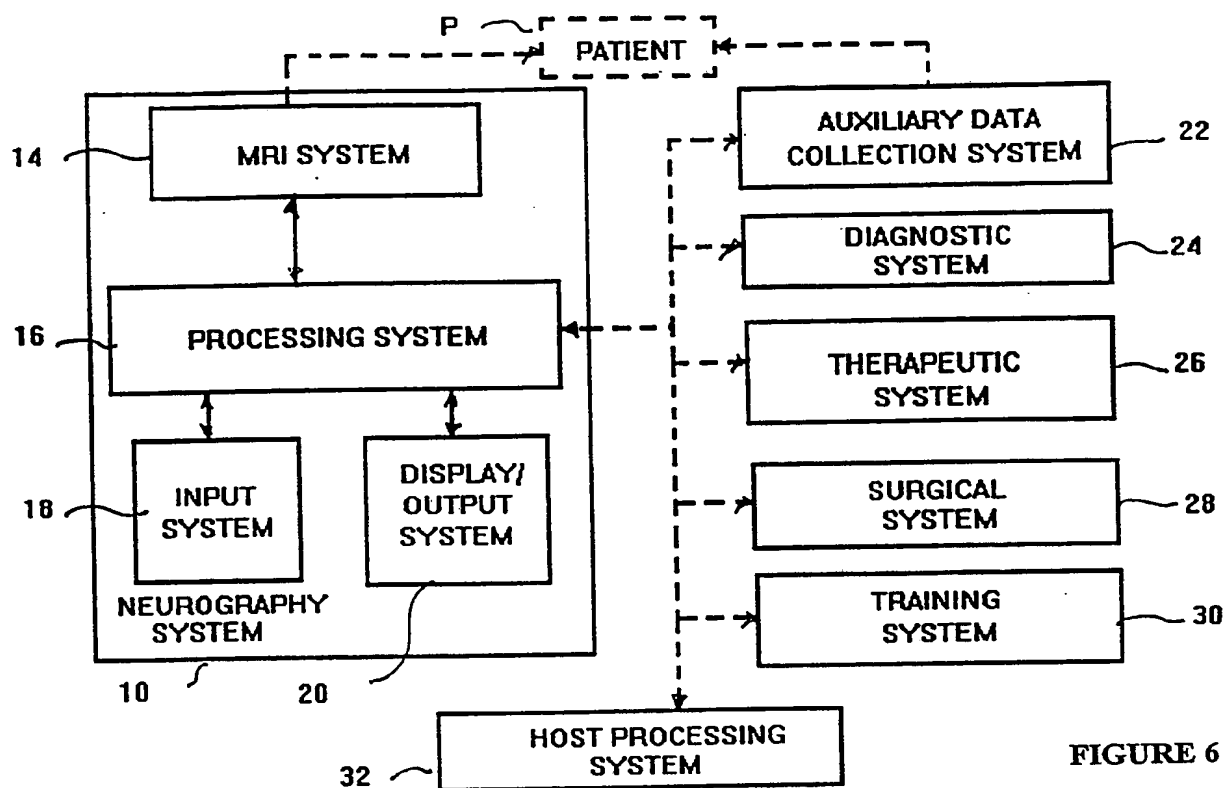 P
PATIENT
14
MRI SYSTEM
AUXILIARY DATA
COLLECTION SYSTEM
22
DIAGNOSTIC
SYSTEM
24
16
PROCESSING SYSTEM
THERAPEUTIC
SYSTEM
26
18
INPUT
SYSTEM
DISPLAY/
OUTPUT
SYSTEM
SURGICAL
SYSTEM
28
NEUROGRAPHY
SYSTEM
TRAINING
SYSTEM
30
10
20
HOST PROCESSING
SYSTEM
32
FIGURE 6